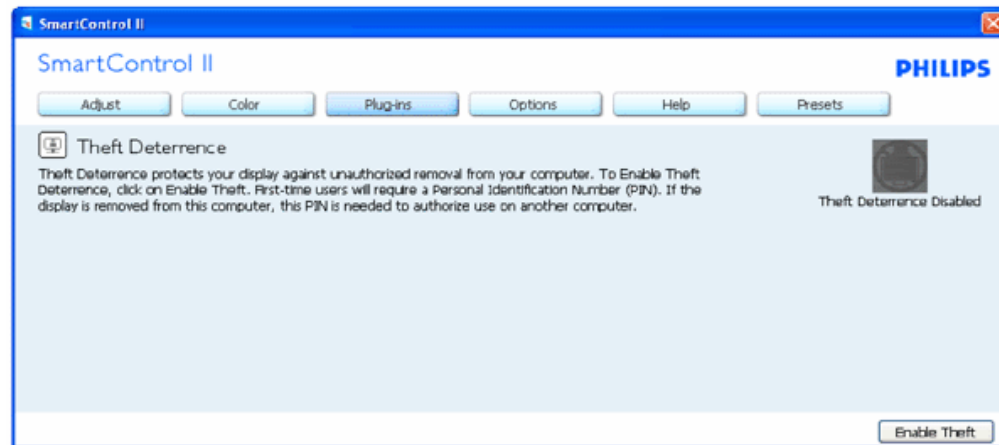 SmartControl II
SmartControl II
PHILIPS
Adjust Color Plug-ins Options Help Presets
Theft Deterrence
Theft Deterrence protects your display against unauthorized removal from your computer. To Enable Theft
Deterrence, click on Enable Theft. First-time users will require a Personal Identification Number (PIN). If the
display is removed from this computer, this PIN is needed to authorize use on another computer.
Theft Deterrence Disabled
Enable Theft